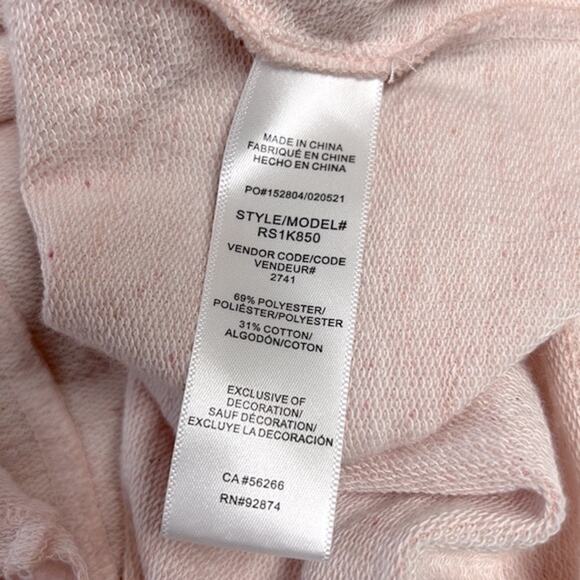 MADE IN CHINA
FABRIQUÉ EN CHINE
HECHO EN CHINA
PO#152804/020521
STYLE/MODEL#
RS1K850
VENDOR CODE/CODE
VENDEUR#
2741
69% POLYESTER/
POLIÉSTER/POLYESTER
31% COTTON/
ALGODÓN/COTON
EXCLUSIVE OF
DECORATION/
SAUF DÉCORATION/
EXCLUYE LA DECORACIÓN
CA#56266
RN#92874